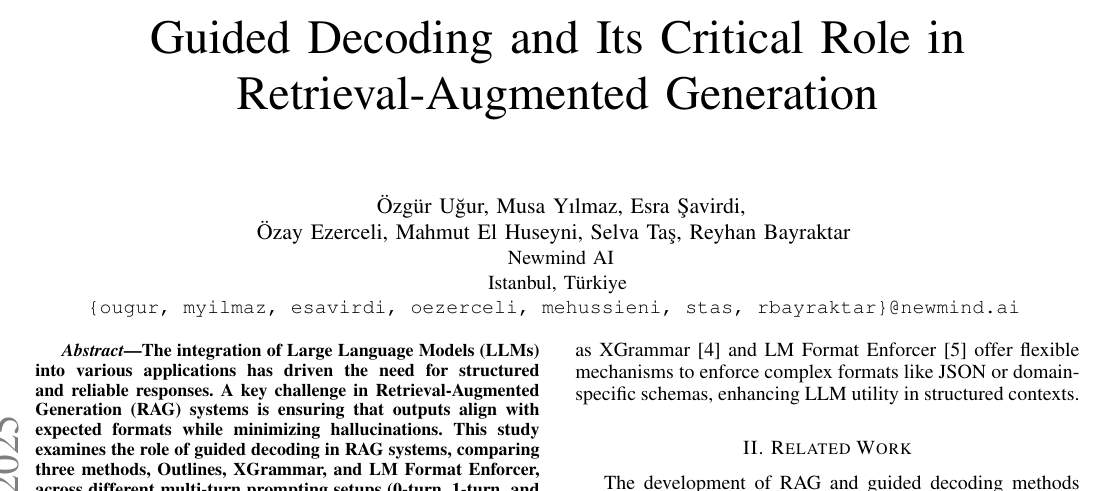 Guided Decoding and Its Critical Role in
Retrieval-Augmented Generation
Özgür Uğur, Musa Yılmaz, Esra Şavirdi,
Özay Ezerceli, Mahmut El Huseyni, Selva Taş, Reyhan Bayraktar
Newmind AI
Istanbul, Türkiye
{ougur, myilmaz, esavirdi, oezerceli, mehussieni, stas, rbayraktar}@newmind.ai
Abstract—The integration of Large Language Models (LLMs)
into various applications has driven the need for structured
and reliable responses. A key challenge in Retrieval-Augmented
Generation (RAG) systems is ensuring that outputs align with
expected formats while minimizing hallucinations. This study
examines the role of guided decoding in RAG systems, comparing
three methods, Outlines, XGrammar, and LM Format Enforcer,
across different multi-turn prompting setups (0-turn, 1-turn, and
as XGrammar [4] and LM Format Enforcer [5] offer flexible
mechanisms to enforce complex formats like JSON or domain-
specific schemas, enhancing LLM utility in structured contexts.
II. RELATED WORK
The development of RAG and guided decoding methods
2025